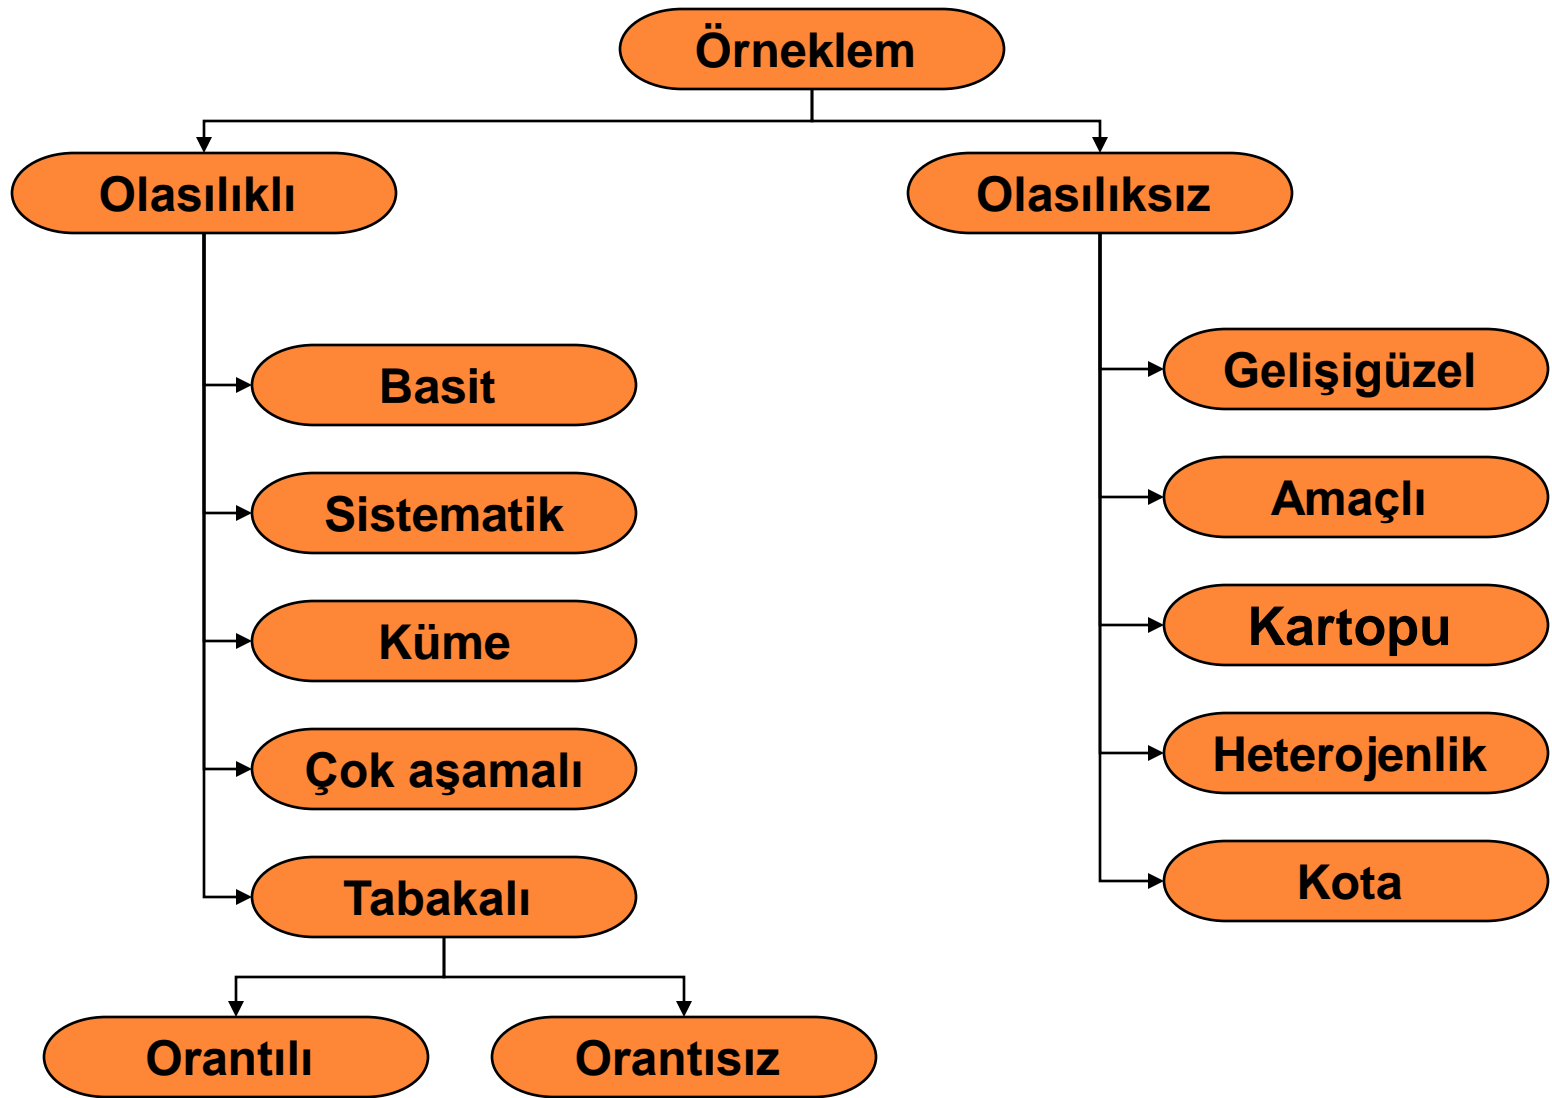 Örneklem
Olasılıklı
Olasılıksız
Basit
Sistematik
Küme
Çok aşamalı
Tabakalı
Orantılı
Orantısız
Gelişigüzel
Amaçlı
Kartopu
Heterojenlik
Kota